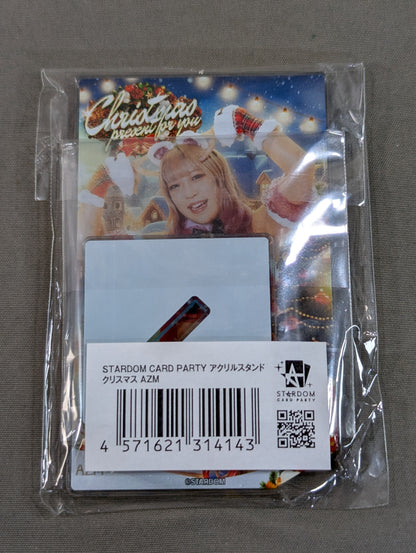 Christmas
present for you
STARDOM CARD PARTY アクリルスタンド
クリスマス AZM
STARDOM
CARD PARTY
4 571621 314143
©STARDOM